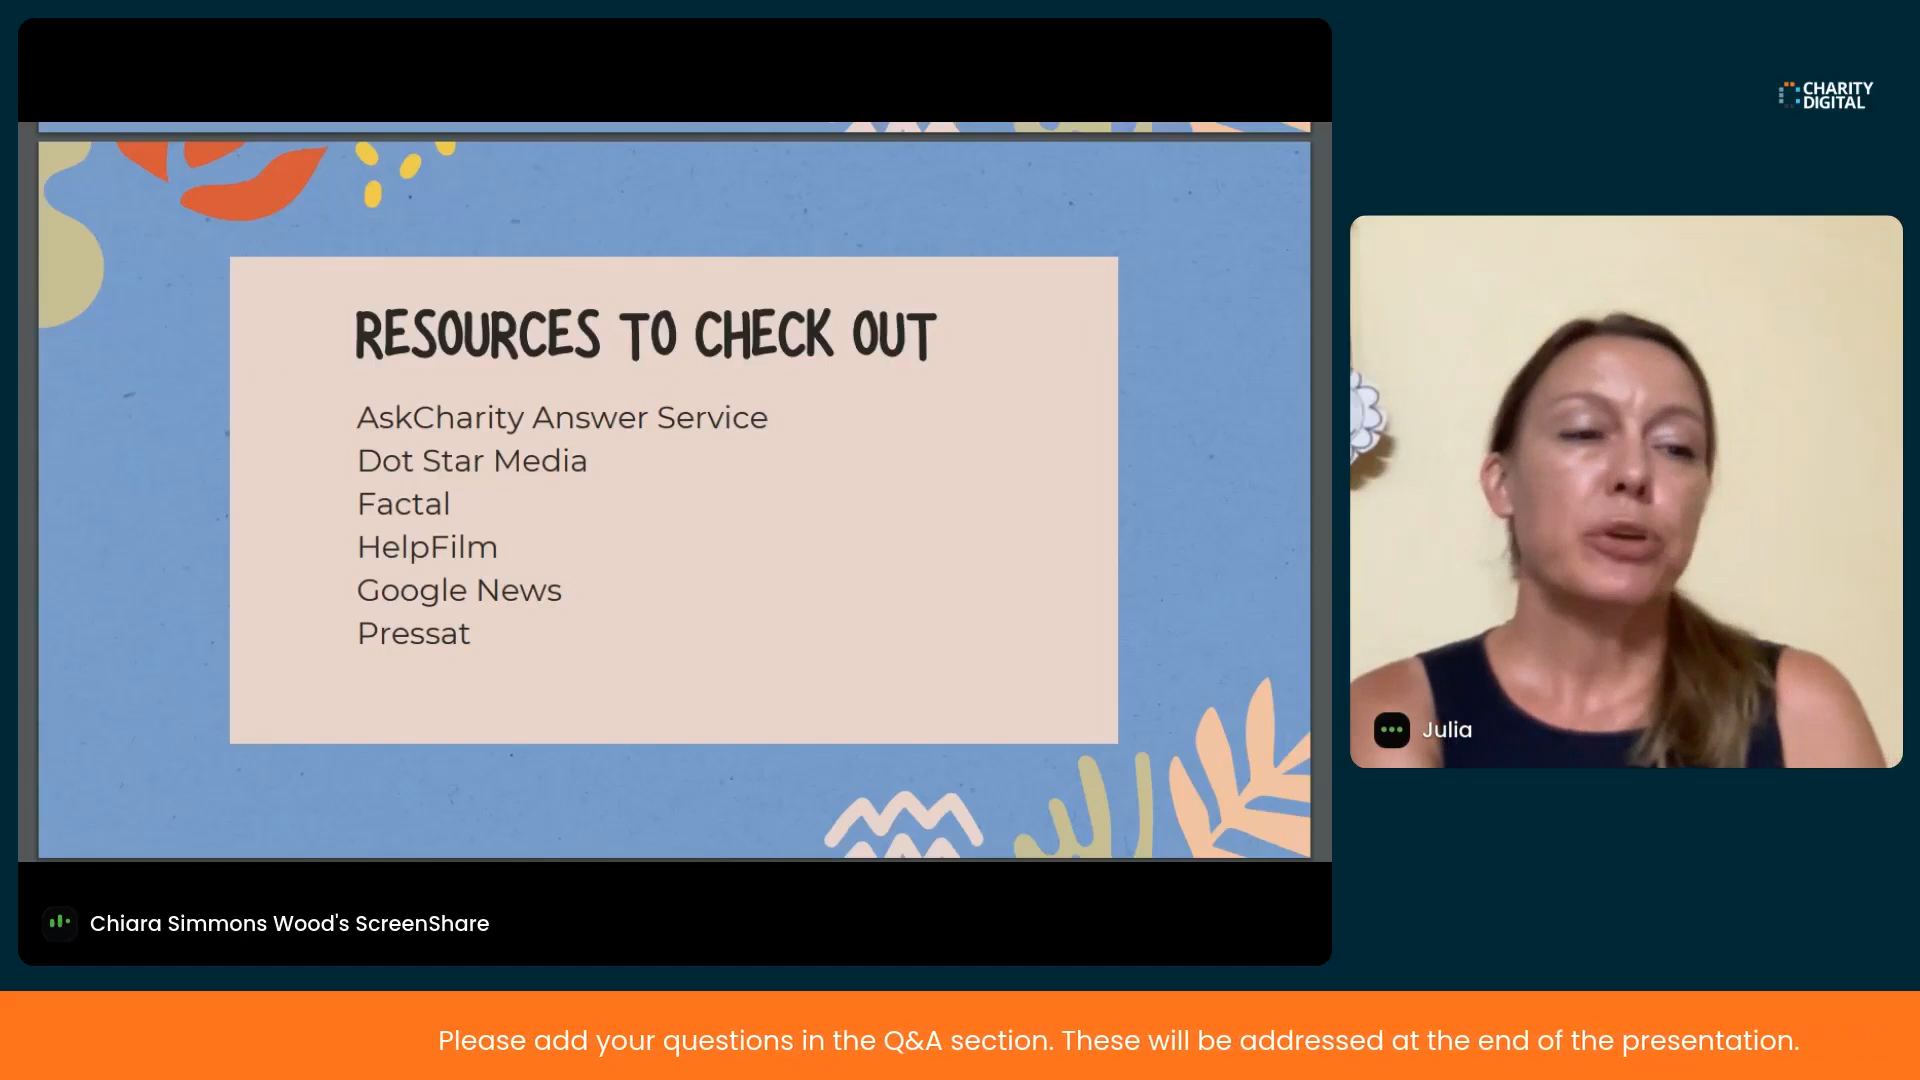 CHARITY
DIGITAL
RESOURCES TO CHECK OUT
AskCharity Answer Service
Dot Star Media
Factal
HelpFilm
Google News
Pressat
Julia
Chiara Simmons Wood's ScreenShare
Please add your questions in the Q&A section. These will be addressed at the end of the presentation.